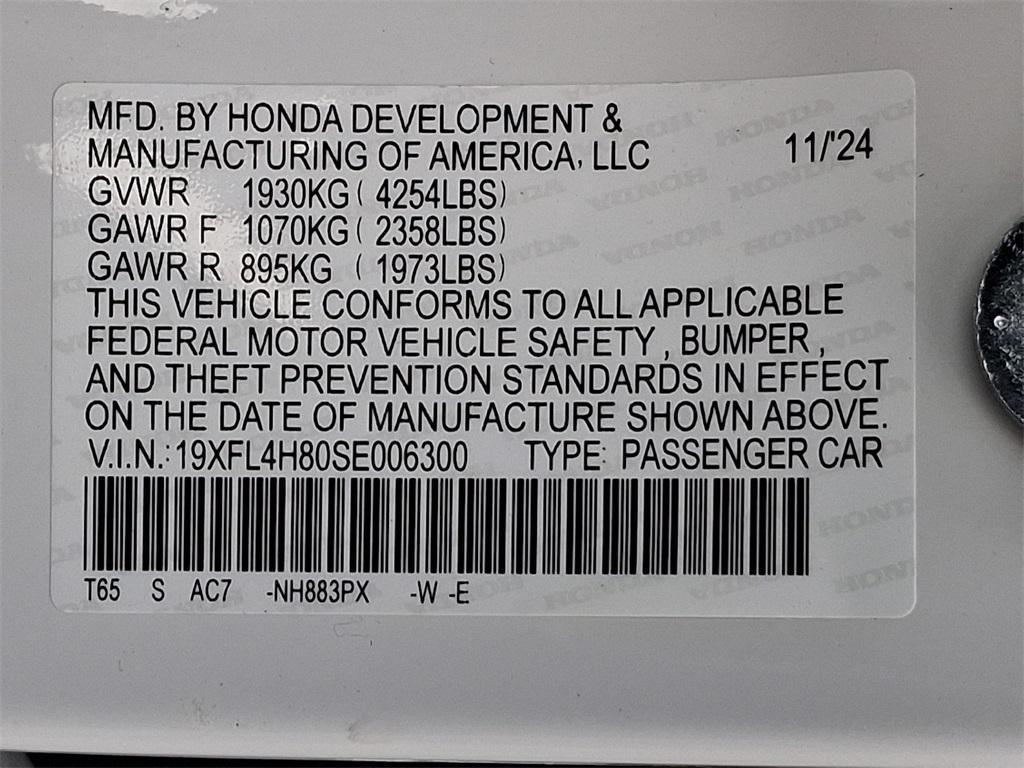 MFD. BY HONDA DEVELOPMENT &
MANUFACTURING OF AMERICA, LLC 11/'24
GVWR 1930KG ( 4254LBS)
GAWR F 1070KG ( 2358LBS)
GAWR R 895KG ( 1973LBS)
THIS VEHICLE CONFORMS TO ALL APPLICABLE
FEDERAL MOTOR VEHICLE SAFETY , BUMPER ,
AND THEFT PREVENTION STANDARDS IN EFFECT
ON THE DATE OF MANUFACTURE SHOWN ABOVE.
V.I.N.: 19XFL4H80SE006300 TYPE: PASSENGER CAR
T65 S AC7 -NH883PX -W -E